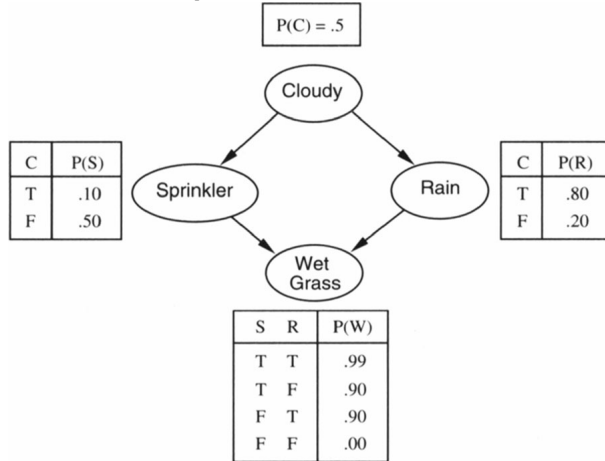 P(C) = .5
Cloudy
C P(S)
T .10
F .50
Sprinkler
Rain
C P(R)
T .80
F .20
Wet
Grass
S R P(W)
T T .99
T F .90
F T .90
F F .00